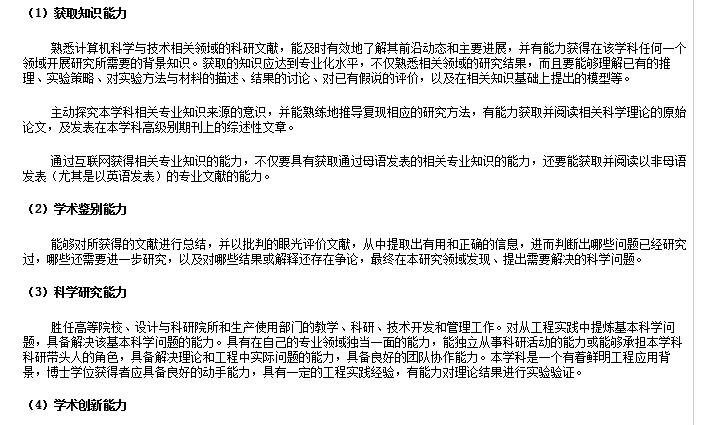 （1）获取知识能力
熟悉计算机科学与技术相关领域的科研文献，能及时有效地了解其前沿动态和主要进展，并有能力获得在该学科任何一个
领域开展研究所需要的背景知识。获取的知识应达到专业化水平，不仅熟悉相关领域的研究结果，而且要能够理解已有的推
理、实验策略、对实验方法与材料的描述、结果的讨论、对已有假说的评价，以及在相关知识基础上提出的模型等。
主动探究本学科相关专业知识来源的意识，并能熟练地推导复现相应的研究方法，有能力获取并阅读相关科学理论的原始
论文，及发表在本学科高级别期刊上的综述性文章。
通过互联网获得相关专业知识的能力，不仅要具有获取通过母语发表的相关专业知识的能力，还要能获取并阅读以非母语
发表（尤其是以英语发表）的专业文献的能力。
（2）学术鉴别能力
能够对所获得的文献进行总结，并以批判的眼光评价文献，从中提取出有用和正确的信息，进而判断出哪些问题已经研究
过，哪些还需要进一步研究，以及对哪些结果或解释还存在争论，最终在本研究领域发现、提出需要解决的科学问题。
（3）科学研究能力
胜任高等院校、设计与科研院所和生产使用部门的教学、科研、技术开发和管理工作。对从工程实践中提炼基本科学问
题，具备解决该基本科学问题的能力。具有在自己的专业领域独当一面的能力，能独立从事科研活动的能力或能够承担本学科
科研带头人的角色，具备解决理论和工程中实际问题的能力，具备良好的团队协作能力。本学科是一个有着鲜明工程应用背
景，博士学位获得者应具备良好的动手能力，具有一定的工程实践经验，有能力对理论结果进行实验验证。
（4）学术创新能力